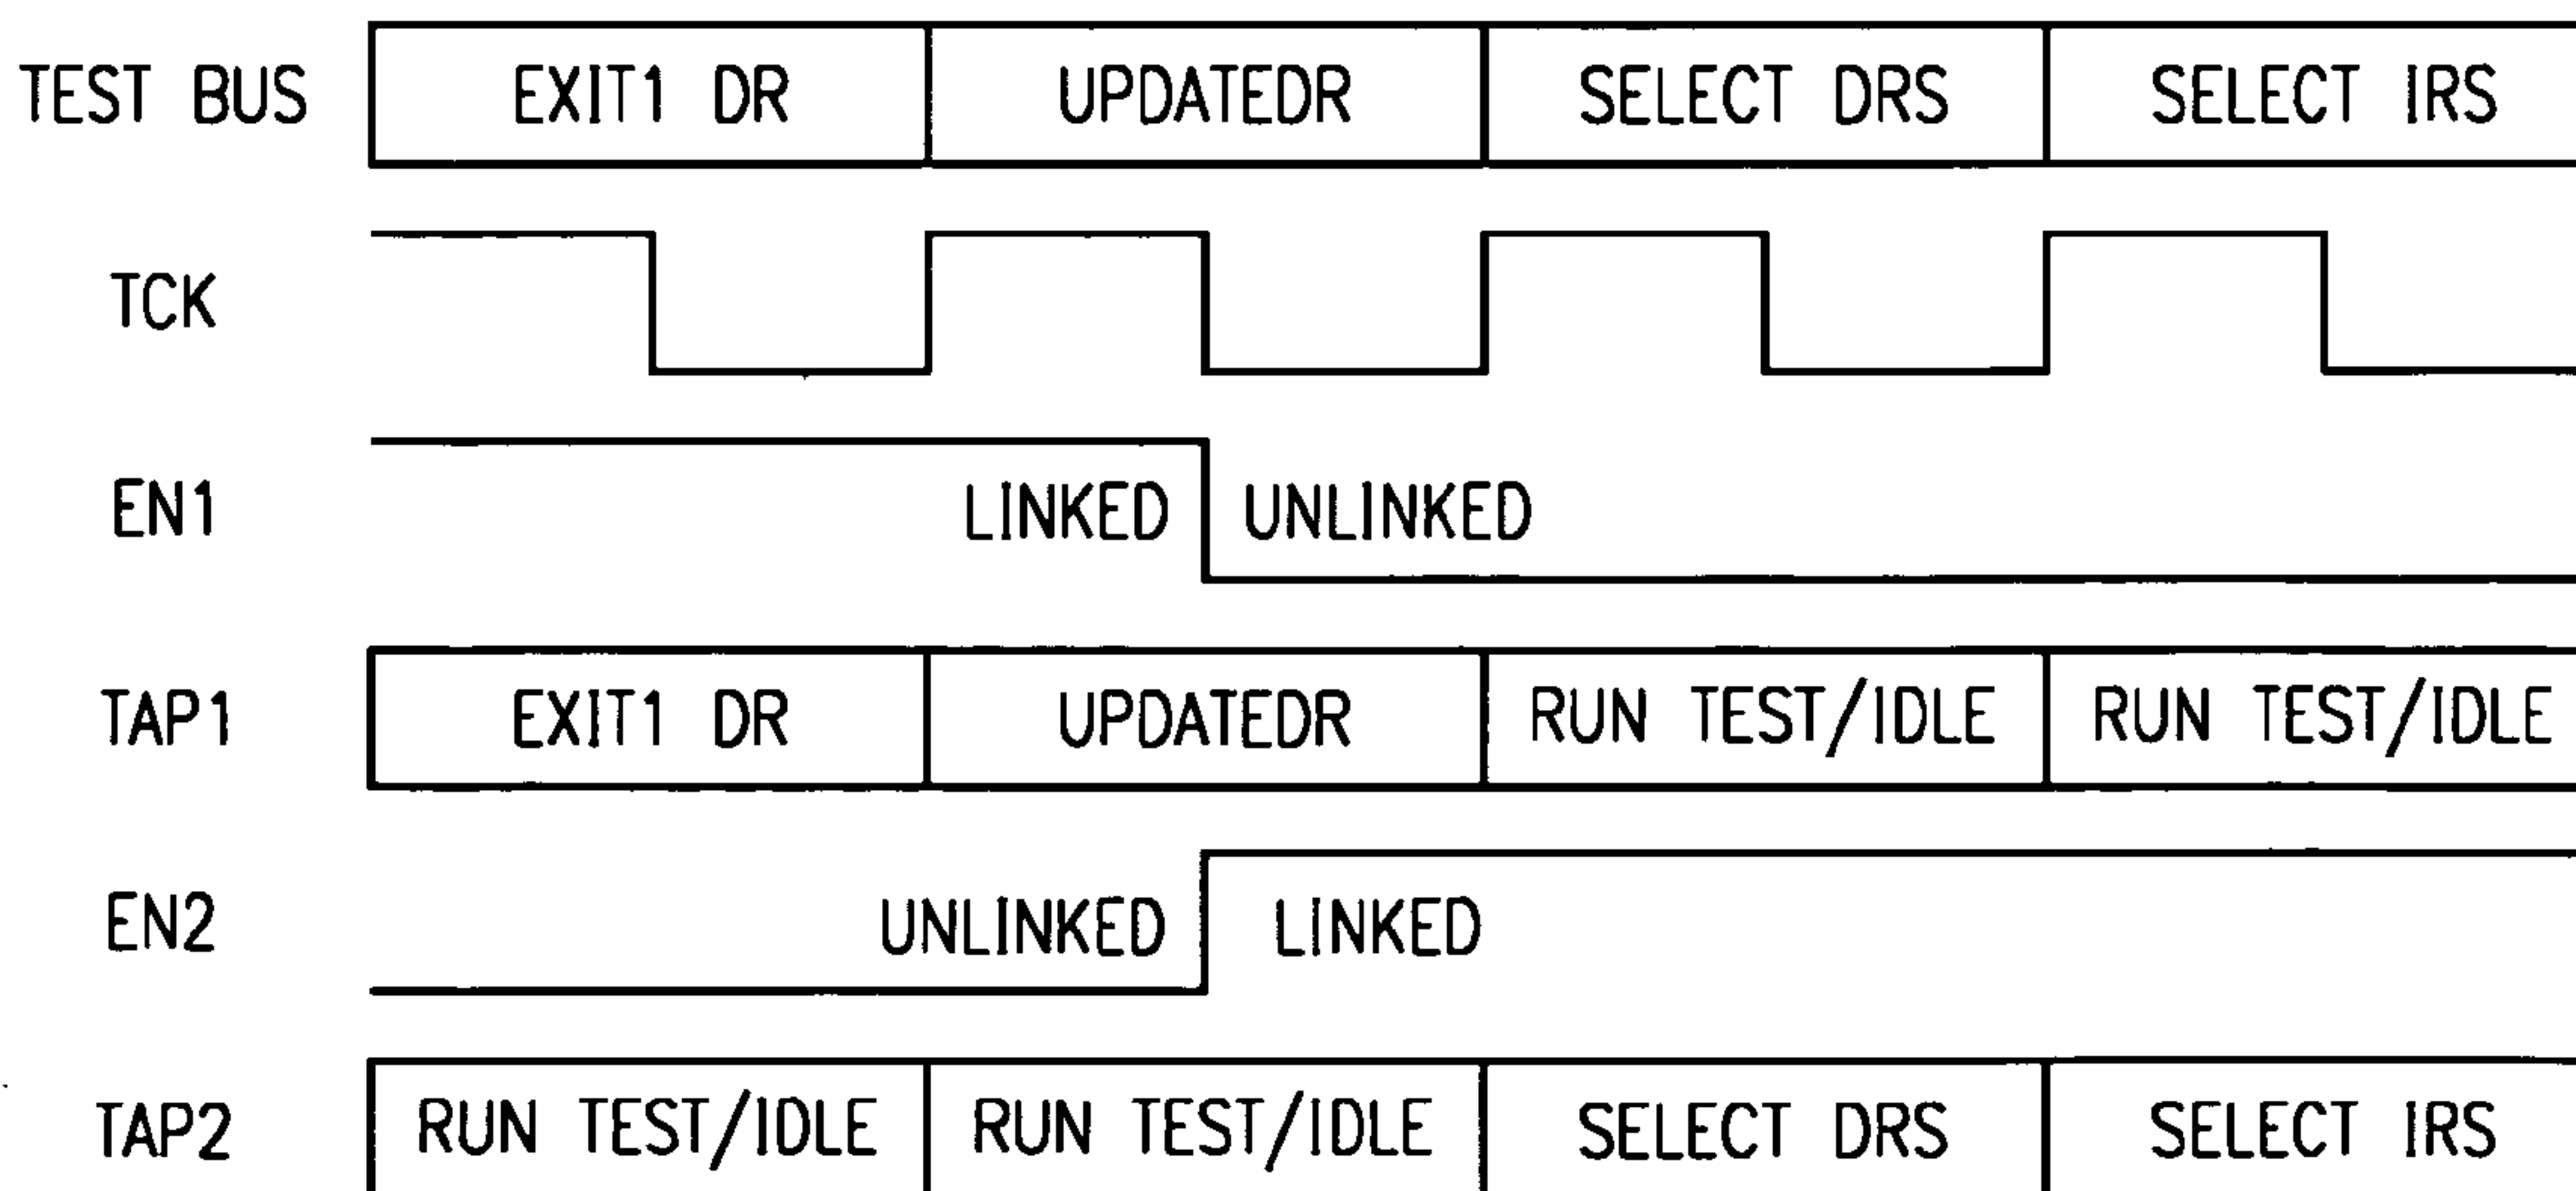 TEST BUS EXIT1 DR UPDATEDR SELECT DRS SELECT IRS
TCK
EN1 LINKED UNLINKED
TAP1 EXIT1 DR UPDATEDR RUN TEST/IDLE RUN TEST/IDLE
EN2 UNLINKED LINKED
TAP2 RUN TEST/IDLE RUN TEST/IDLE SELECT DRS SELECT IRS